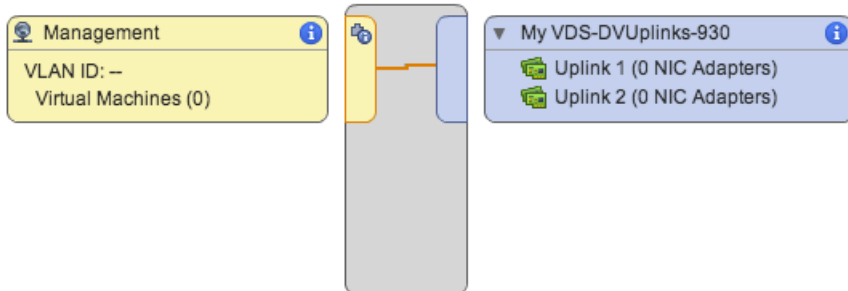 Management
VLAN ID: --
Virtual Machines (0)
My VDS-DVUplinks-930
Uplink 1 (0 NIC Adapters)
Uplink 2 (0 NIC Adapters)